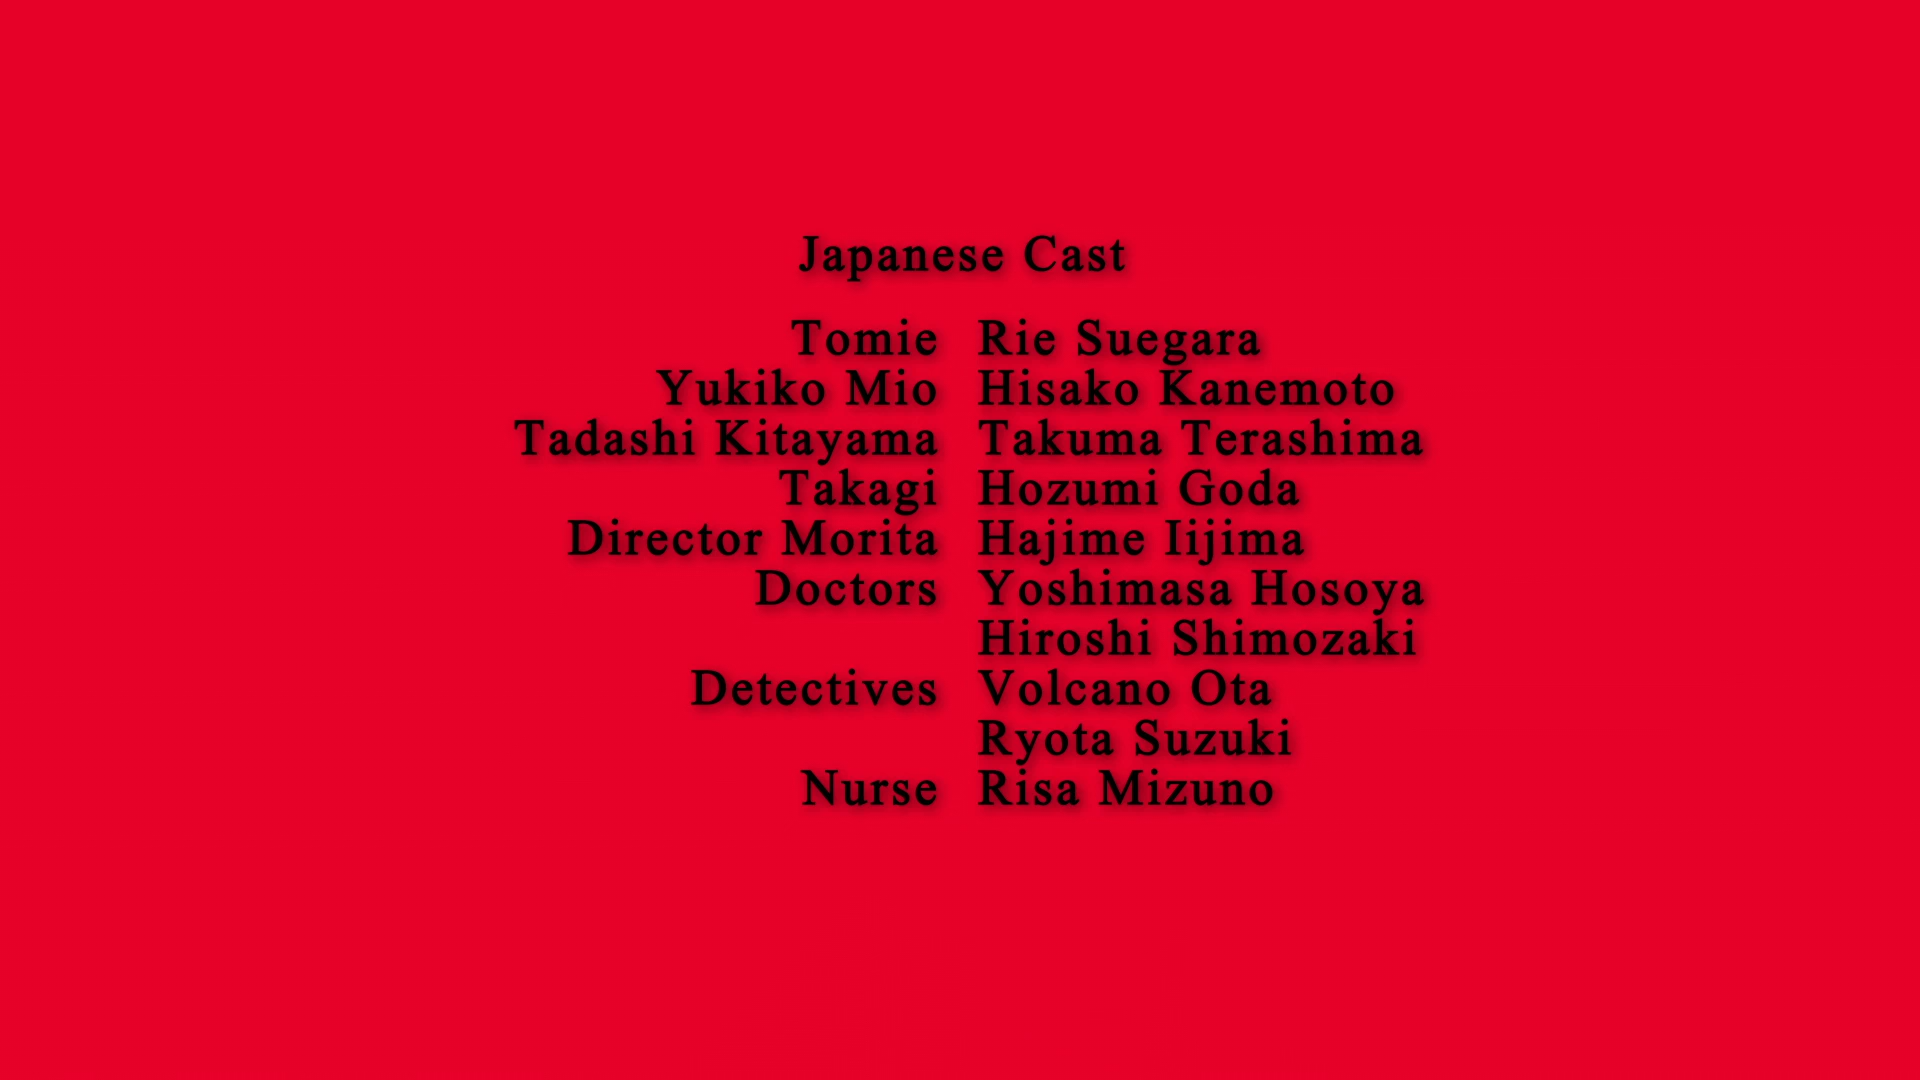 Japanese Cast
Tomie Rie Suegara
Yukiko Mio Hisako Kanemoto
Tadashi Kitayama Takuma Terashima
Takagi Hozumi Goda
Director Morita Hajime Iijima
Doctors Yoshimasa Hosoya
Hiroshi Shimozaki
Detectives Volcano Ota
Ryota Suzuki
Nurse Risa Mizuno